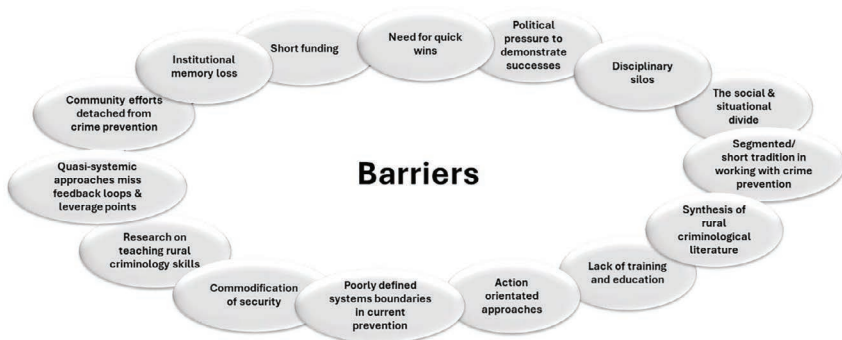 Political
pressure to
demonstrate
successes
Need for quick
wins
Short funding
Institutional
memory loss
Disciplinary
silos
Community efforts
detached from
crime prevention
The social &
situational
divide
Segmented/
short tradition in
working with crime
prevention
Quasi-systemic
approaches miss
feedback loops &
leverage points
Barriers
Synthesis of
rural
criminological
literature
Research on
teaching rural
criminology skills
Lack of training
and education
Commodification
of security
Poorly defined
systems boundaries
in current
prevention
Action
orientated
approaches